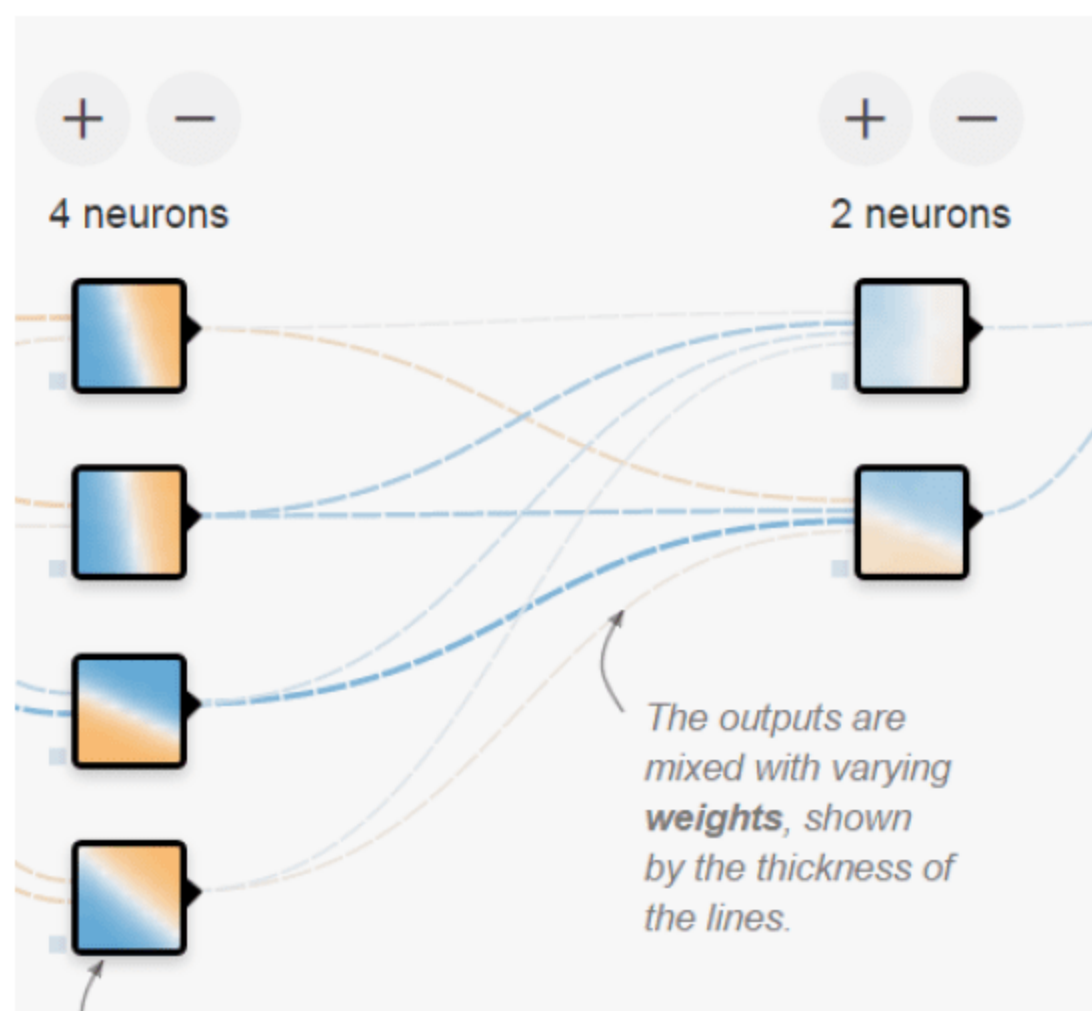 + − + −
4 neurons 2 neurons
The outputs are
mixed with varying
weights, shown
by the thickness of
the lines.